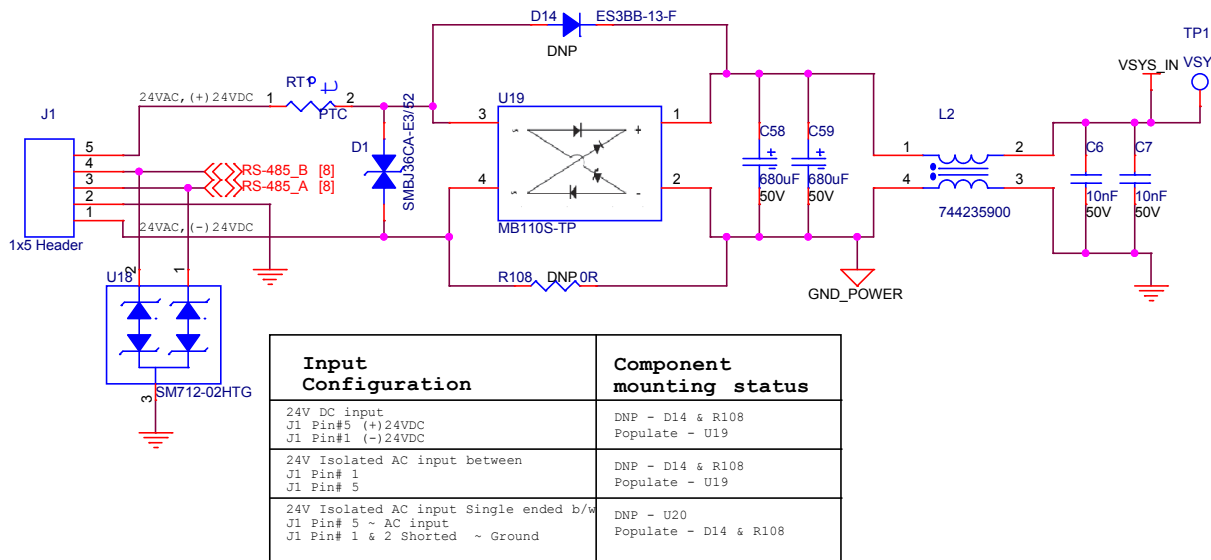 D14
ES3BB-13-F
DNP
TP1
VSYS_IN
VSY
RT1
24VAC, (+)24VDC
1
2
PTC
J1
U19
3
1
~
+
4
2
~
-
MB110S-TP
D1
SMBJ36CA-E3/52
C58
680uF
50V
C59
680uF
50V
L2
1
2
4
3
744235900
C6
10nF
50V
C7
10nF
50V
5
4
3
2
1
RS-485_B [8]
RS-485_A [8]
24VAC, (-)24VDC
1x5 Header
R108
DNP
0R
GND_POWER
U18
2
1
SM712-02HTG
3
Input Configuration
Component mounting status
24V DC input
J1 Pin#5 (+)24VDC
J1 Pin#1 (-)24VDC
DNP - D14 & R108
Populate - U19
24V Isolated AC input between
J1 Pin# 1
J1 Pin# 5
DNP - D14 & R108
Populate - U19
24V Isolated AC input Single ended b/w
J1 Pin# 5 ~ AC input
J1 Pin# 1 & 2 Shorted ~ Ground
DNP - U20
Populate - D14 & R108